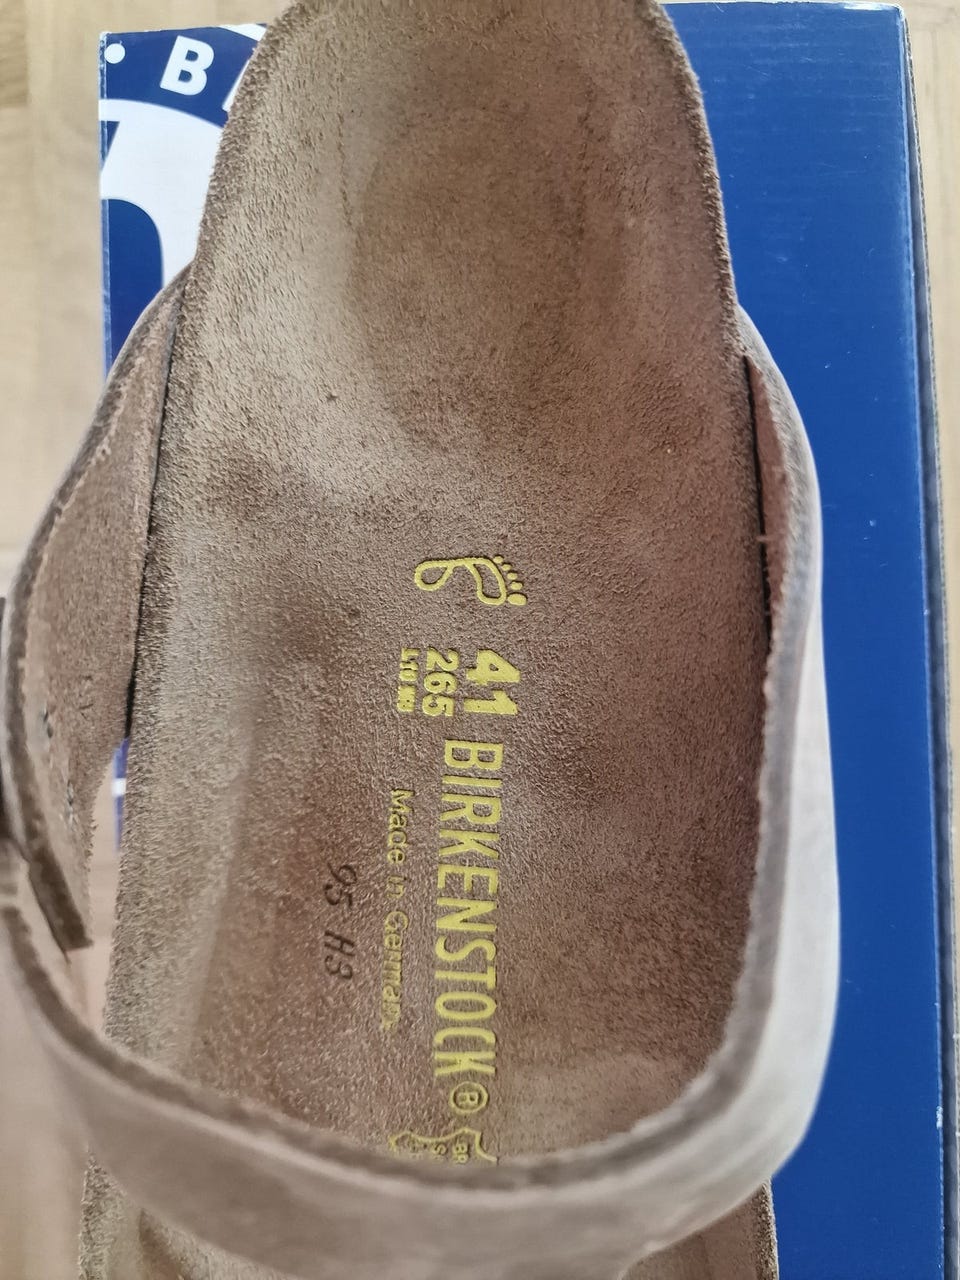 41
265
BIRKENSTOCK®
Made in Germany
95 H3
B